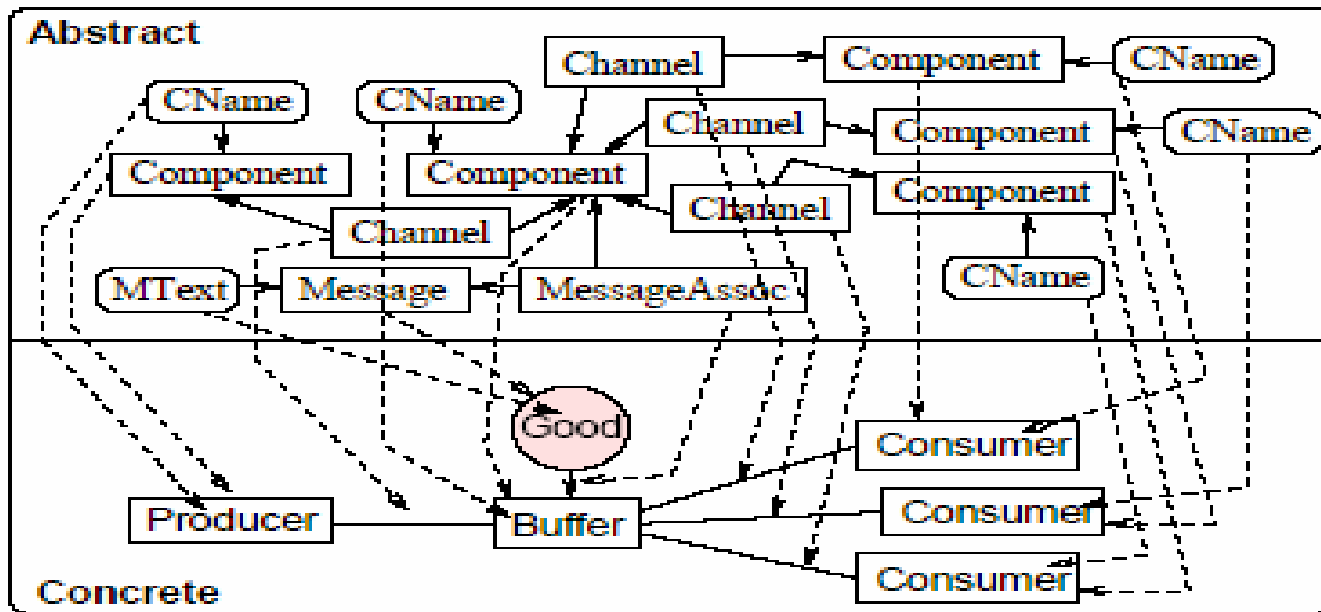 Abstract
Channel
Component
CName
CName
CName
Channel
Component
CName
Component
Component
Channel
Component
Channel
MText
Message
MessageAssoc
CName
Good
Consumer
Producer
Buffer
Consumer
Consumer
Concrete